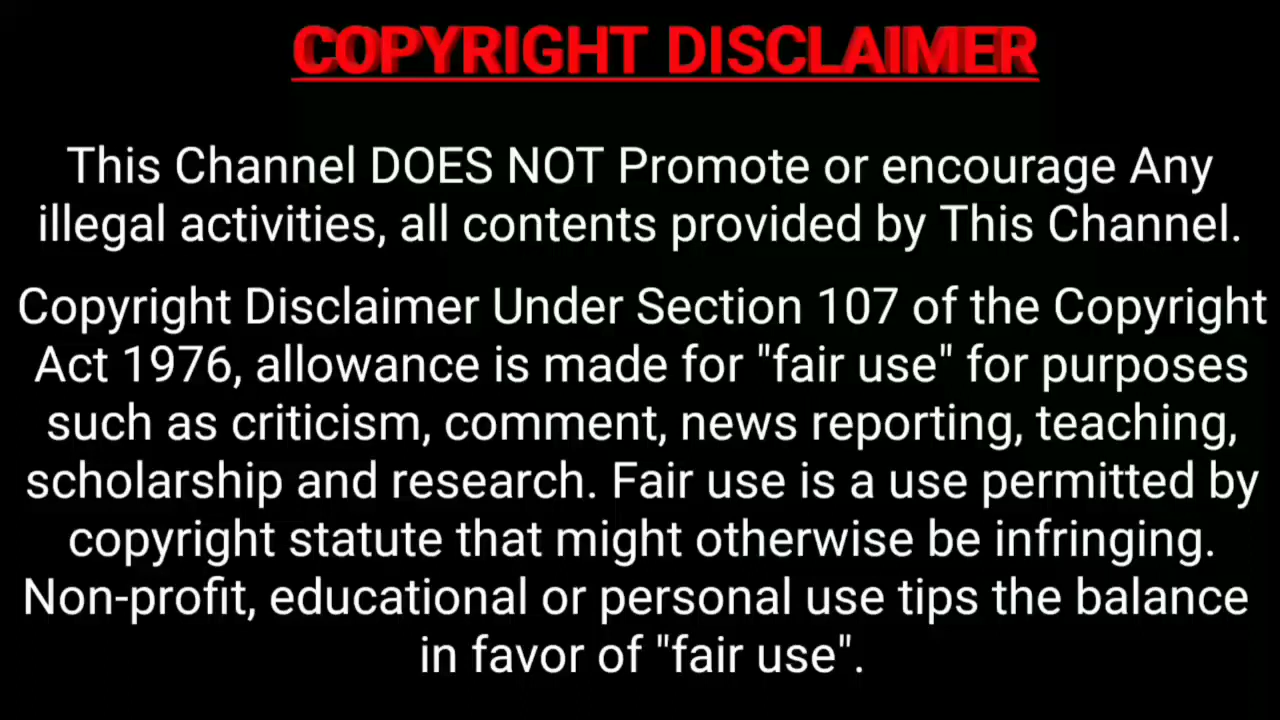 COPYRIGHT DISCLAIMER
This Channel DOES NOT Promote or encourage Any
illegal activities, all contents provided by This Channel.
Copyright Disclaimer Under Section 107 of the Copyright
Act 1976, allowance is made for "fair use" for purposes
such as criticism, comment, news reporting, teaching,
scholarship and research. Fair use is a use permitted by
copyright statute that might otherwise be infringing.
Non-profit, educational or personal use tips the balance
in favor of "fair use".